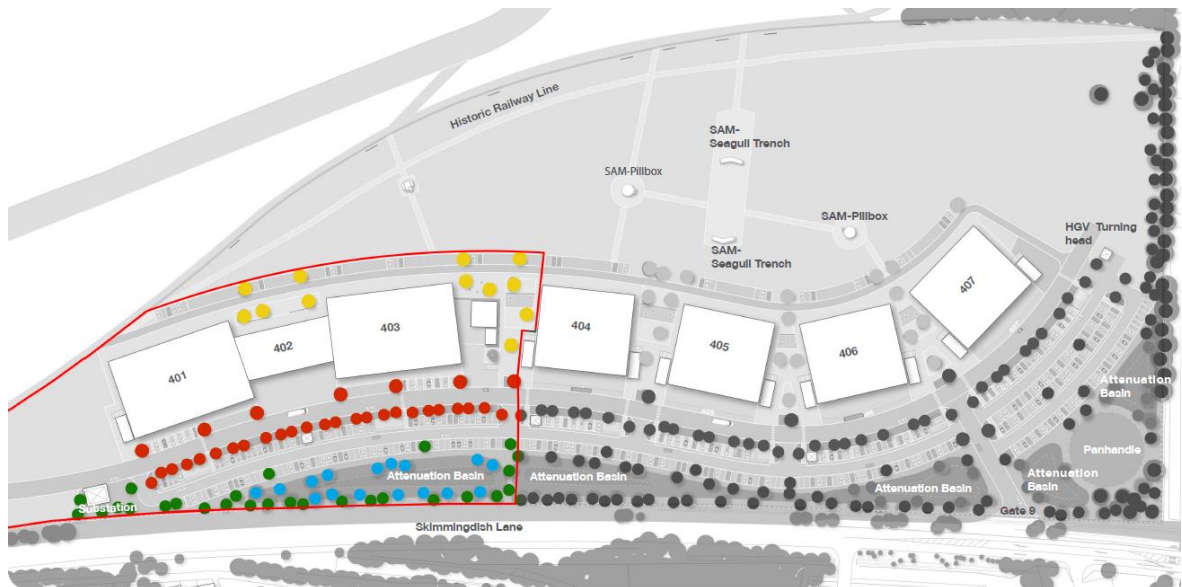 Historic Railway Line
SAM-
Seagull Trench
SAM-Pillbox
SAM-Pillbox
SAM-
Seagull Trench
HGV Turning
head
407
403
404
402
401
405
406
Attenuation
Basin
Panhandle
Attenuation Basin
Attenuation Basin
Attenuation
Basin
Attenuation Basin
Substation
Gate 9
Skimmingdish Lane